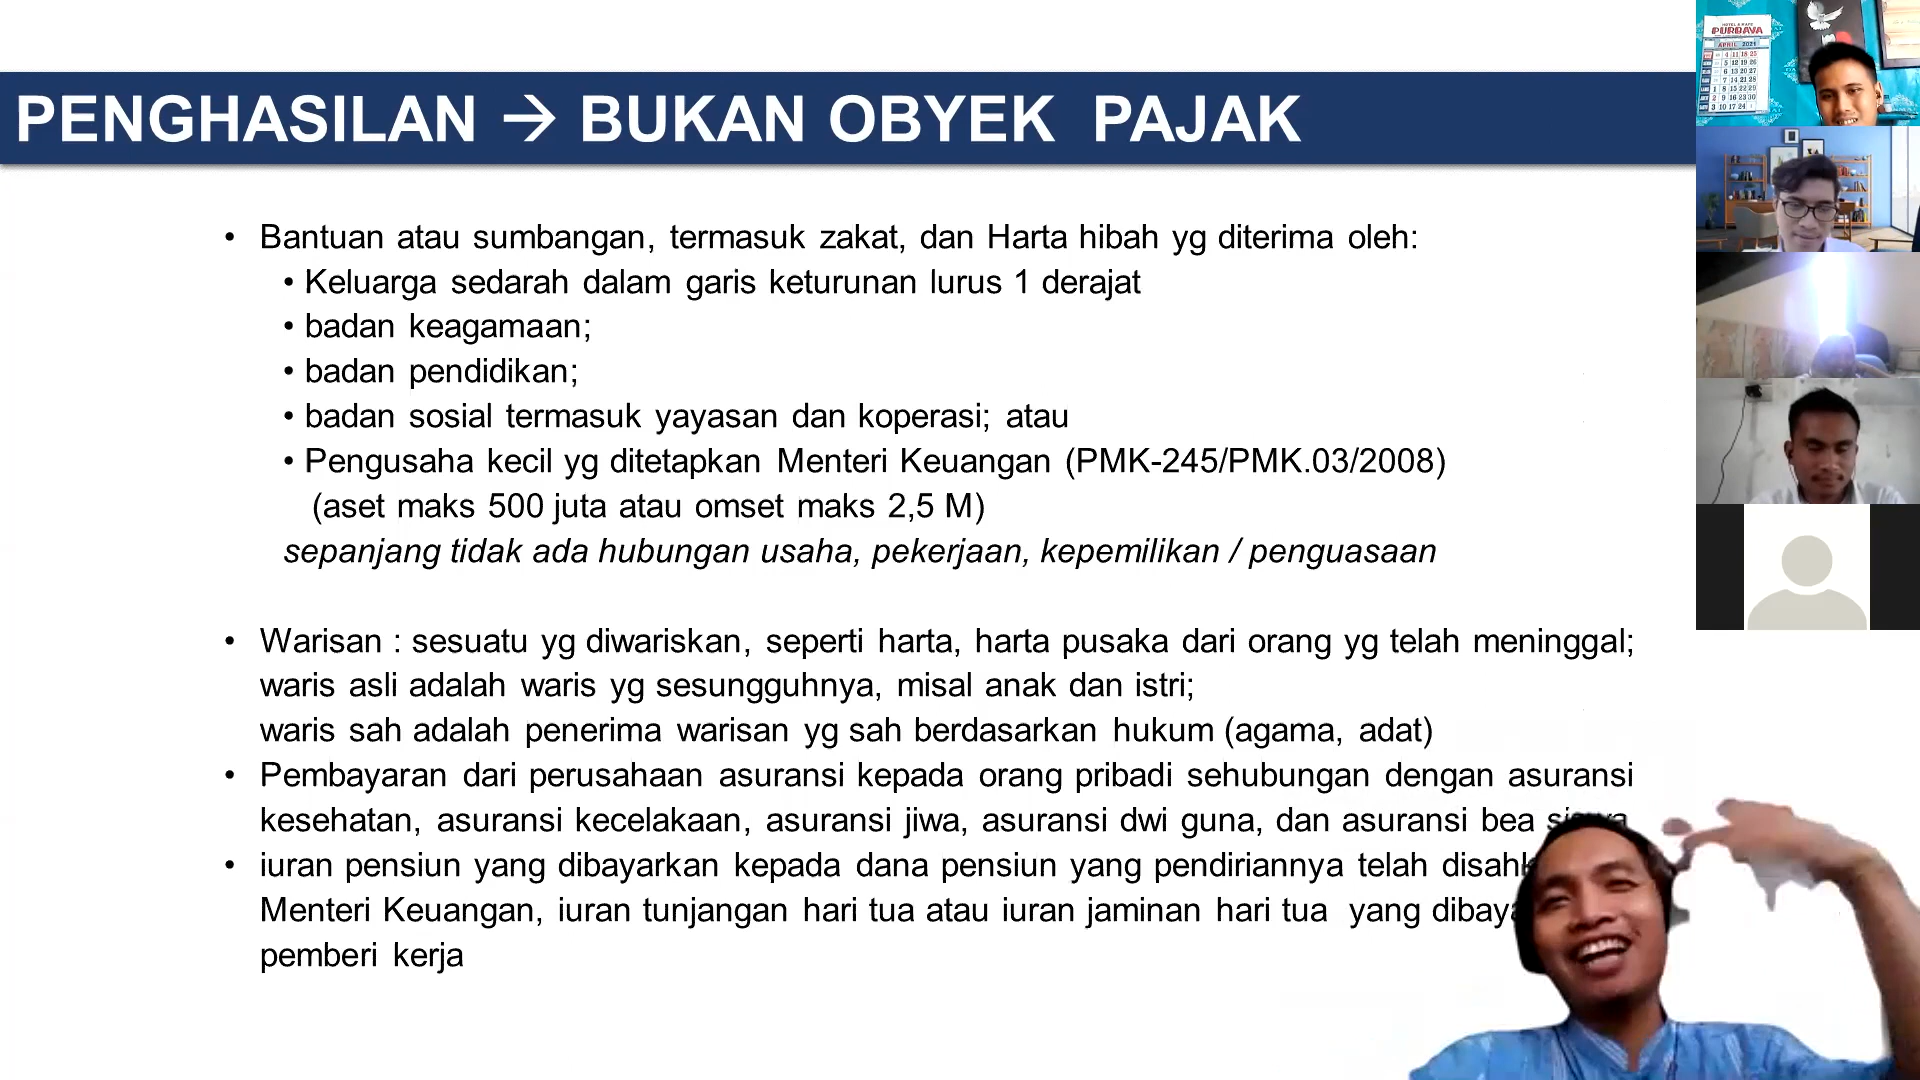 PENGHASILAN → BUKAN OBYEK PAJAK
• Bantuan atau sumbangan, termasuk zakat, dan Harta hibah yg diterima oleh:
• Keluarga sedarah dalam garis keturunan lurus 1 derajat
• badan keagamaan;
• badan pendidikan;
• badan sosial termasuk yayasan dan koperasi; atau
• Pengusaha kecil yg ditetapkan Menteri Keuangan (PMK-245/PMK.03/2008)
(aset maks 500 juta atau omset maks 2,5 M)
sepanjang tidak ada hubungan usaha, pekerjaan, kepemilikan / penguasaan
• Warisan : sesuatu yg diwariskan, seperti harta, harta pusaka dari orang yg telah meninggal;
waris asli adalah waris yg sesungguhnya, misal anak dan istri;
waris sah adalah penerima warisan yg sah berdasarkan hukum (agama, adat)
• Pembayaran dari perusahaan asuransi kepada orang pribadi sehubungan dengan asuransi
kesehatan, asuransi kecelakaan, asuransi jiwa, asuransi dwi guna, dan asuransi bea
• iuran pensiun yang dibayarkan kepada dana pensiun yang pendiriannya telah
Menteri Keuangan, iuran tunjangan hari tua atau iuran jaminan hari tua yang
pemberi kerja
PURBAYA
APRIL 2021